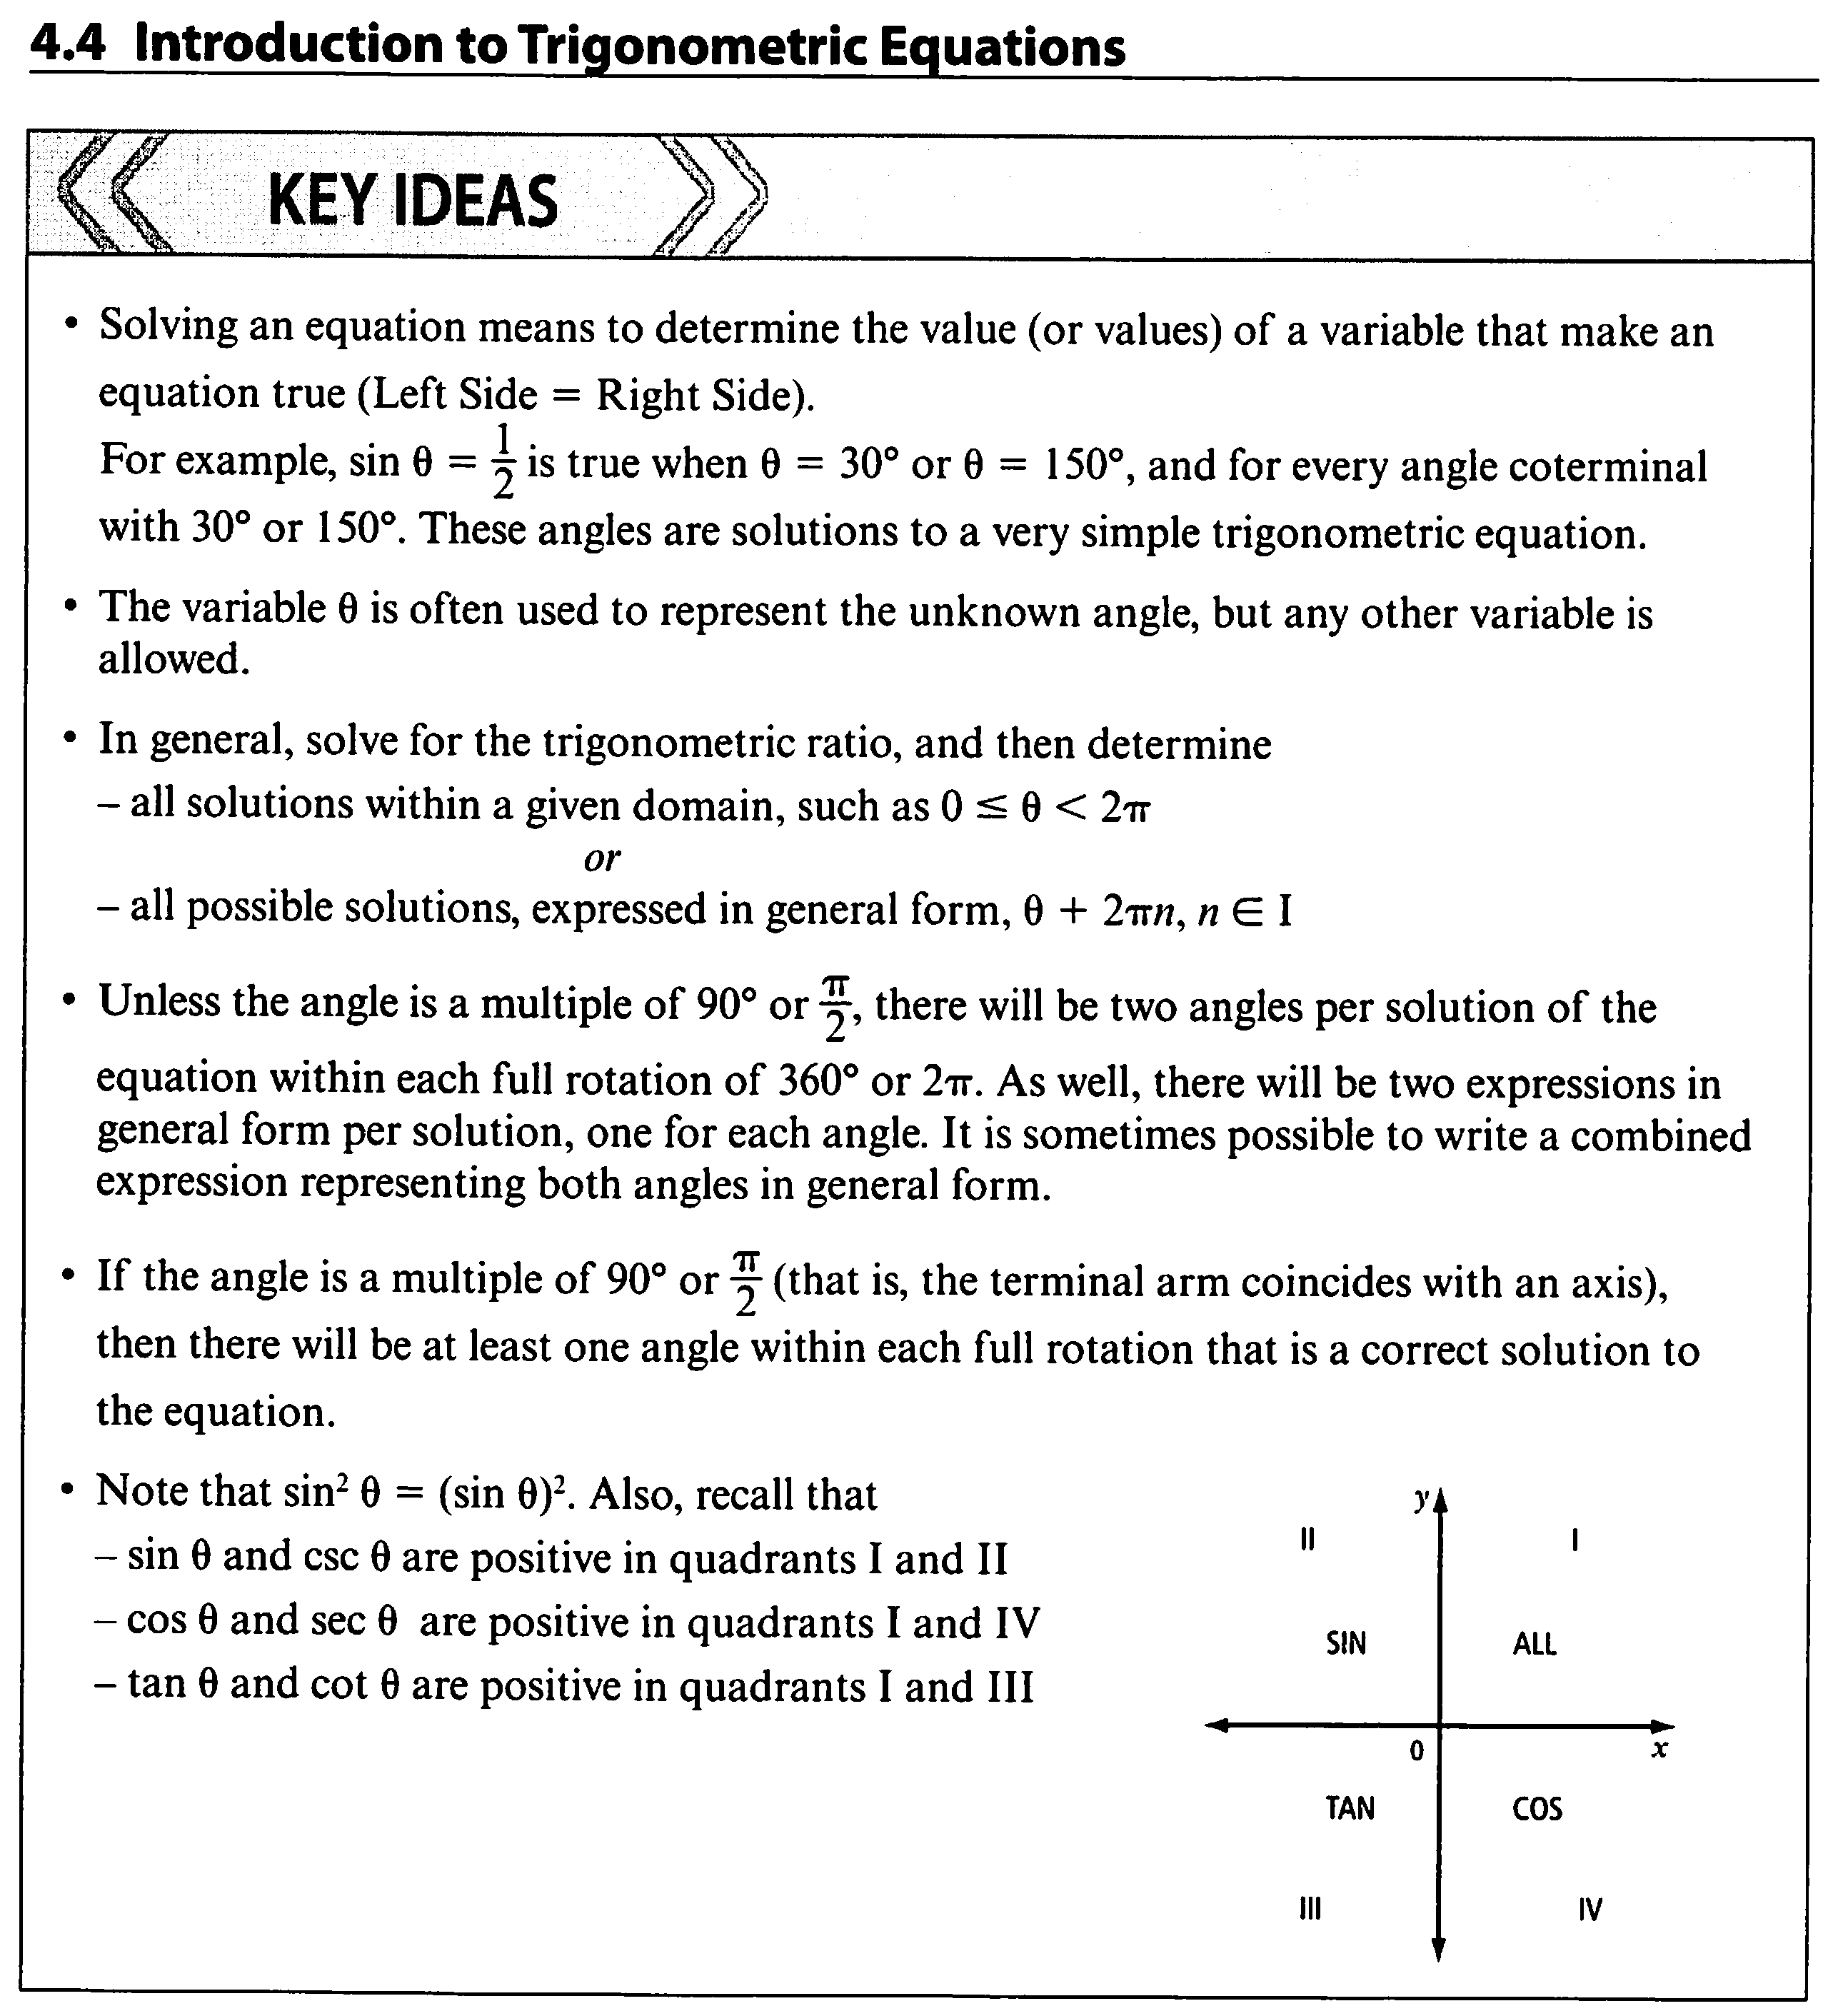 4.4 Introduction to Trigonometric Equations
KEY IDEAS
• Solving an equation means to determine the value (or values) of a variable that make an
equation true (Left Side = Right Side).
For example, sin θ = 1/2 is true when θ = 30° or θ = 150°, and for every angle coterminal
with 30° or 150°. These angles are solutions to a very simple trigonometric equation.
• The variable θ is often used to represent the unknown angle, but any other variable is
allowed.
• In general, solve for the trigonometric ratio, and then determine
– all solutions within a given domain, such as 0 ≤ θ < 2π
or
– all possible solutions, expressed in general form, θ + 2πn, n ∈ I
• Unless the angle is a multiple of 90° or π/2, there will be two angles per solution of the
equation within each full rotation of 360° or 2π. As well, there will be two expressions in
general form per solution, one for each angle. It is sometimes possible to write a combined
expression representing both angles in general form.
• If the angle is a multiple of 90° or π/2 (that is, the terminal arm coincides with an axis),
then there will be at least one angle within each full rotation that is a correct solution to
the equation.
• Note that sin² θ = (sin θ)². Also, recall that
– sin θ and csc θ are positive in quadrants I and II
– cos θ and sec θ are positive in quadrants I and IV
– tan θ and cot θ are positive in quadrants I and III
y
II I
SIN ALL
0 x
TAN COS
III IV